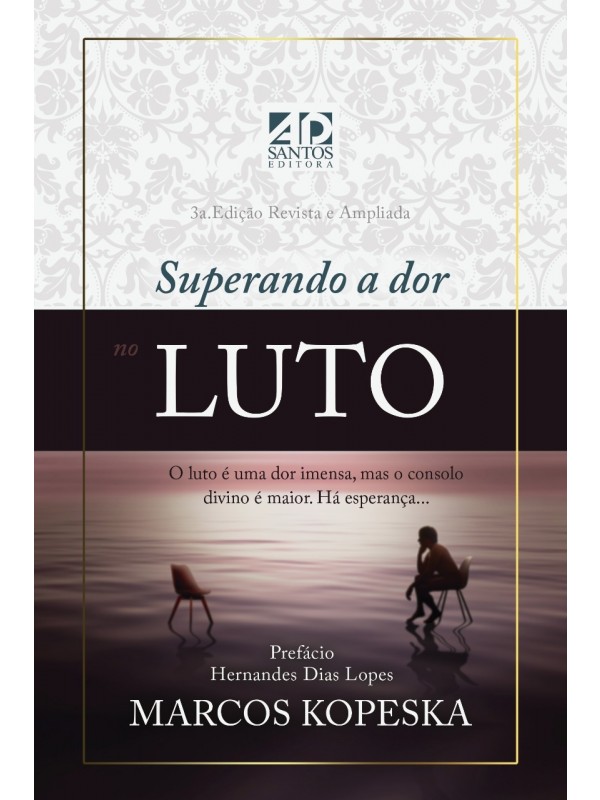 AD
SANTOS
EDITORA
3a.Edição Revista e Ampliada
Superando a dor
no LUTO
O luto é uma dor imensa, mas o consolo
divino é maior. Há esperança...
Prefácio
Hernandes Dias Lopes
MARCOS KOPESKA